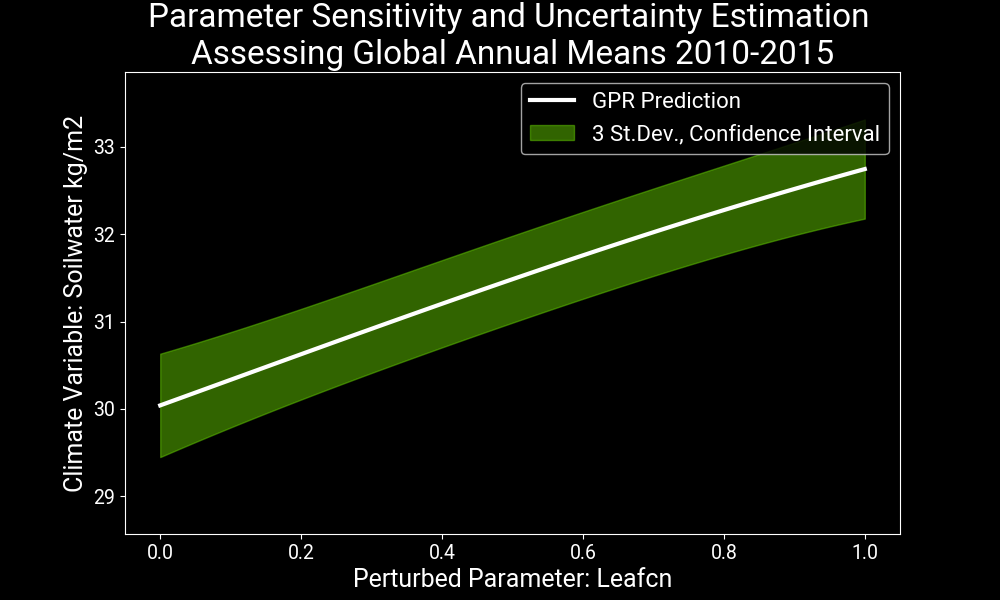 Parameter Sensitivity and Uncertainty Estimation
Assessing Global Annual Means 2010-2015
GPR Prediction
3 St.Dev., Confidence Interval
Climate Variable: Soilwater kg/m2
33
32
31
30
29
0.0 0.2 0.4 0.6 0.8 1.0
Perturbed Parameter: Leafcn